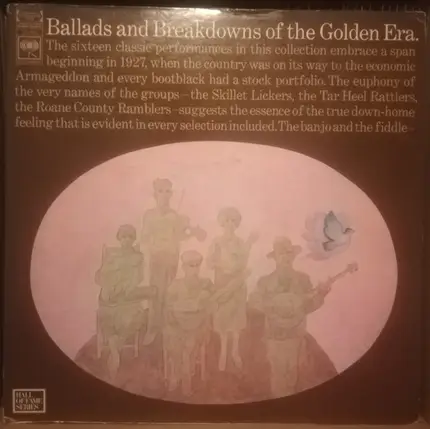 Ballads and Breakdowns of the Golden Era.
CBS
The sixteen classic performances in this collection embrace a span
beginning in 1927, when the country was on its way to the economic
Armageddon and every bootblack had a stock portfolio. The euphony of
the very names of the groups–the Skillet Lickers, the Tar Heel Rattlers,
the Roane County Ramblers–suggests the essence of the true down-home
feeling that is evident in every selection included. The banjo and the fiddle–
HALL OF
FAME
SERIES